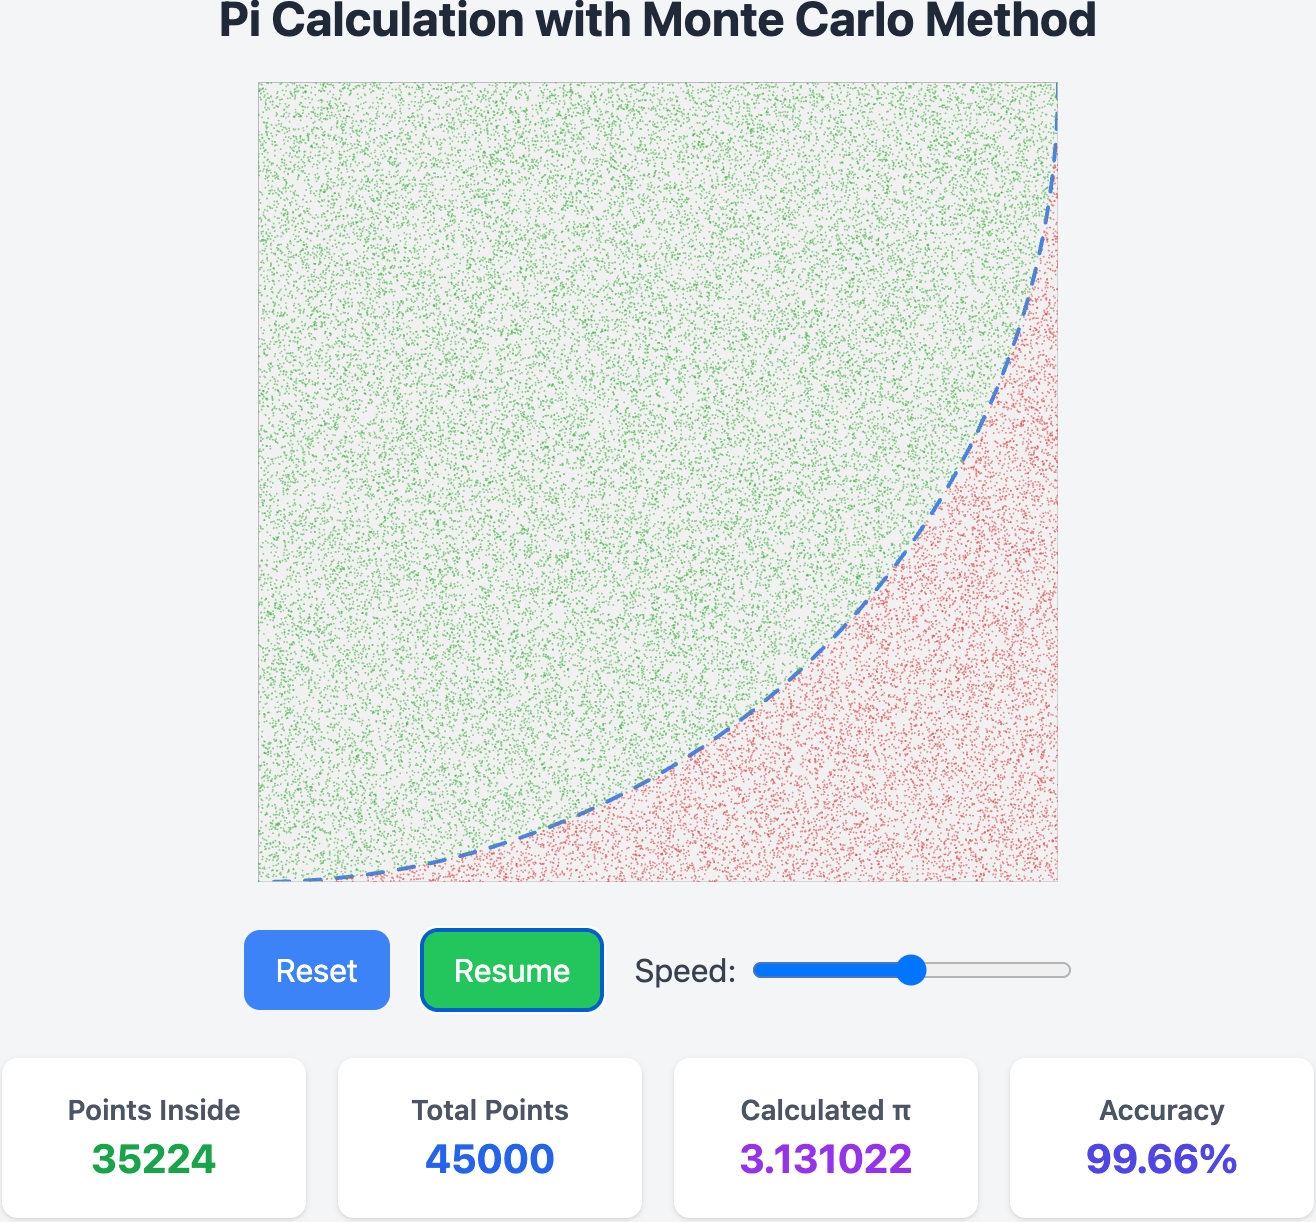 Pi Calculation with Monte Carlo Method
Reset
Resume
Speed:
Points Inside
35224
Total Points
45000
Calculated π
3.131022
Accuracy
99.66%